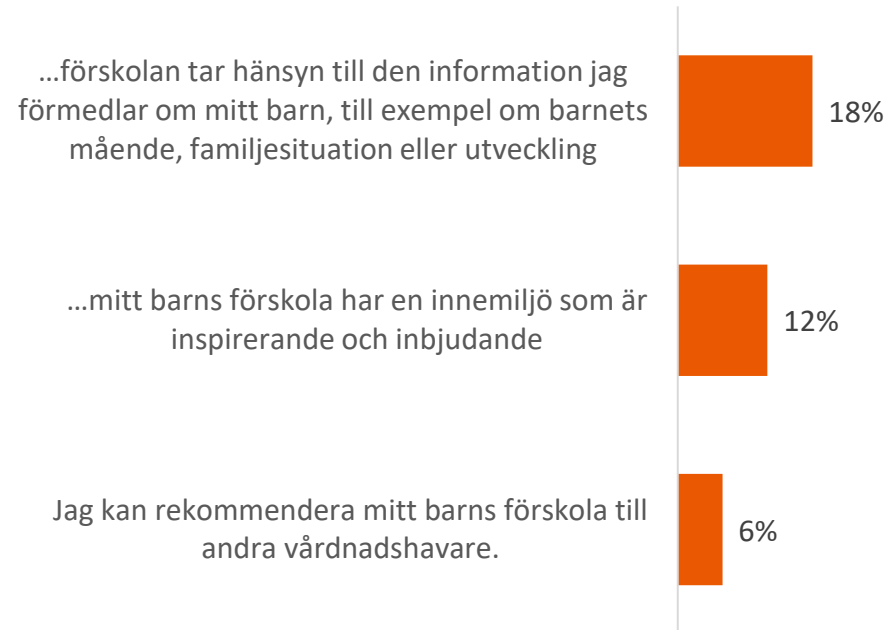 …förskolan tar hänsyn till den information jag
förmedlar om mitt barn, till exempel om barnets
mående, familjesituation eller utveckling
18%
…mitt barns förskola har en innemiljö som är
inspirerande och inbjudande
12%
Jag kan rekommendera mitt barns förskola till
andra vårdnadshavare.
6%